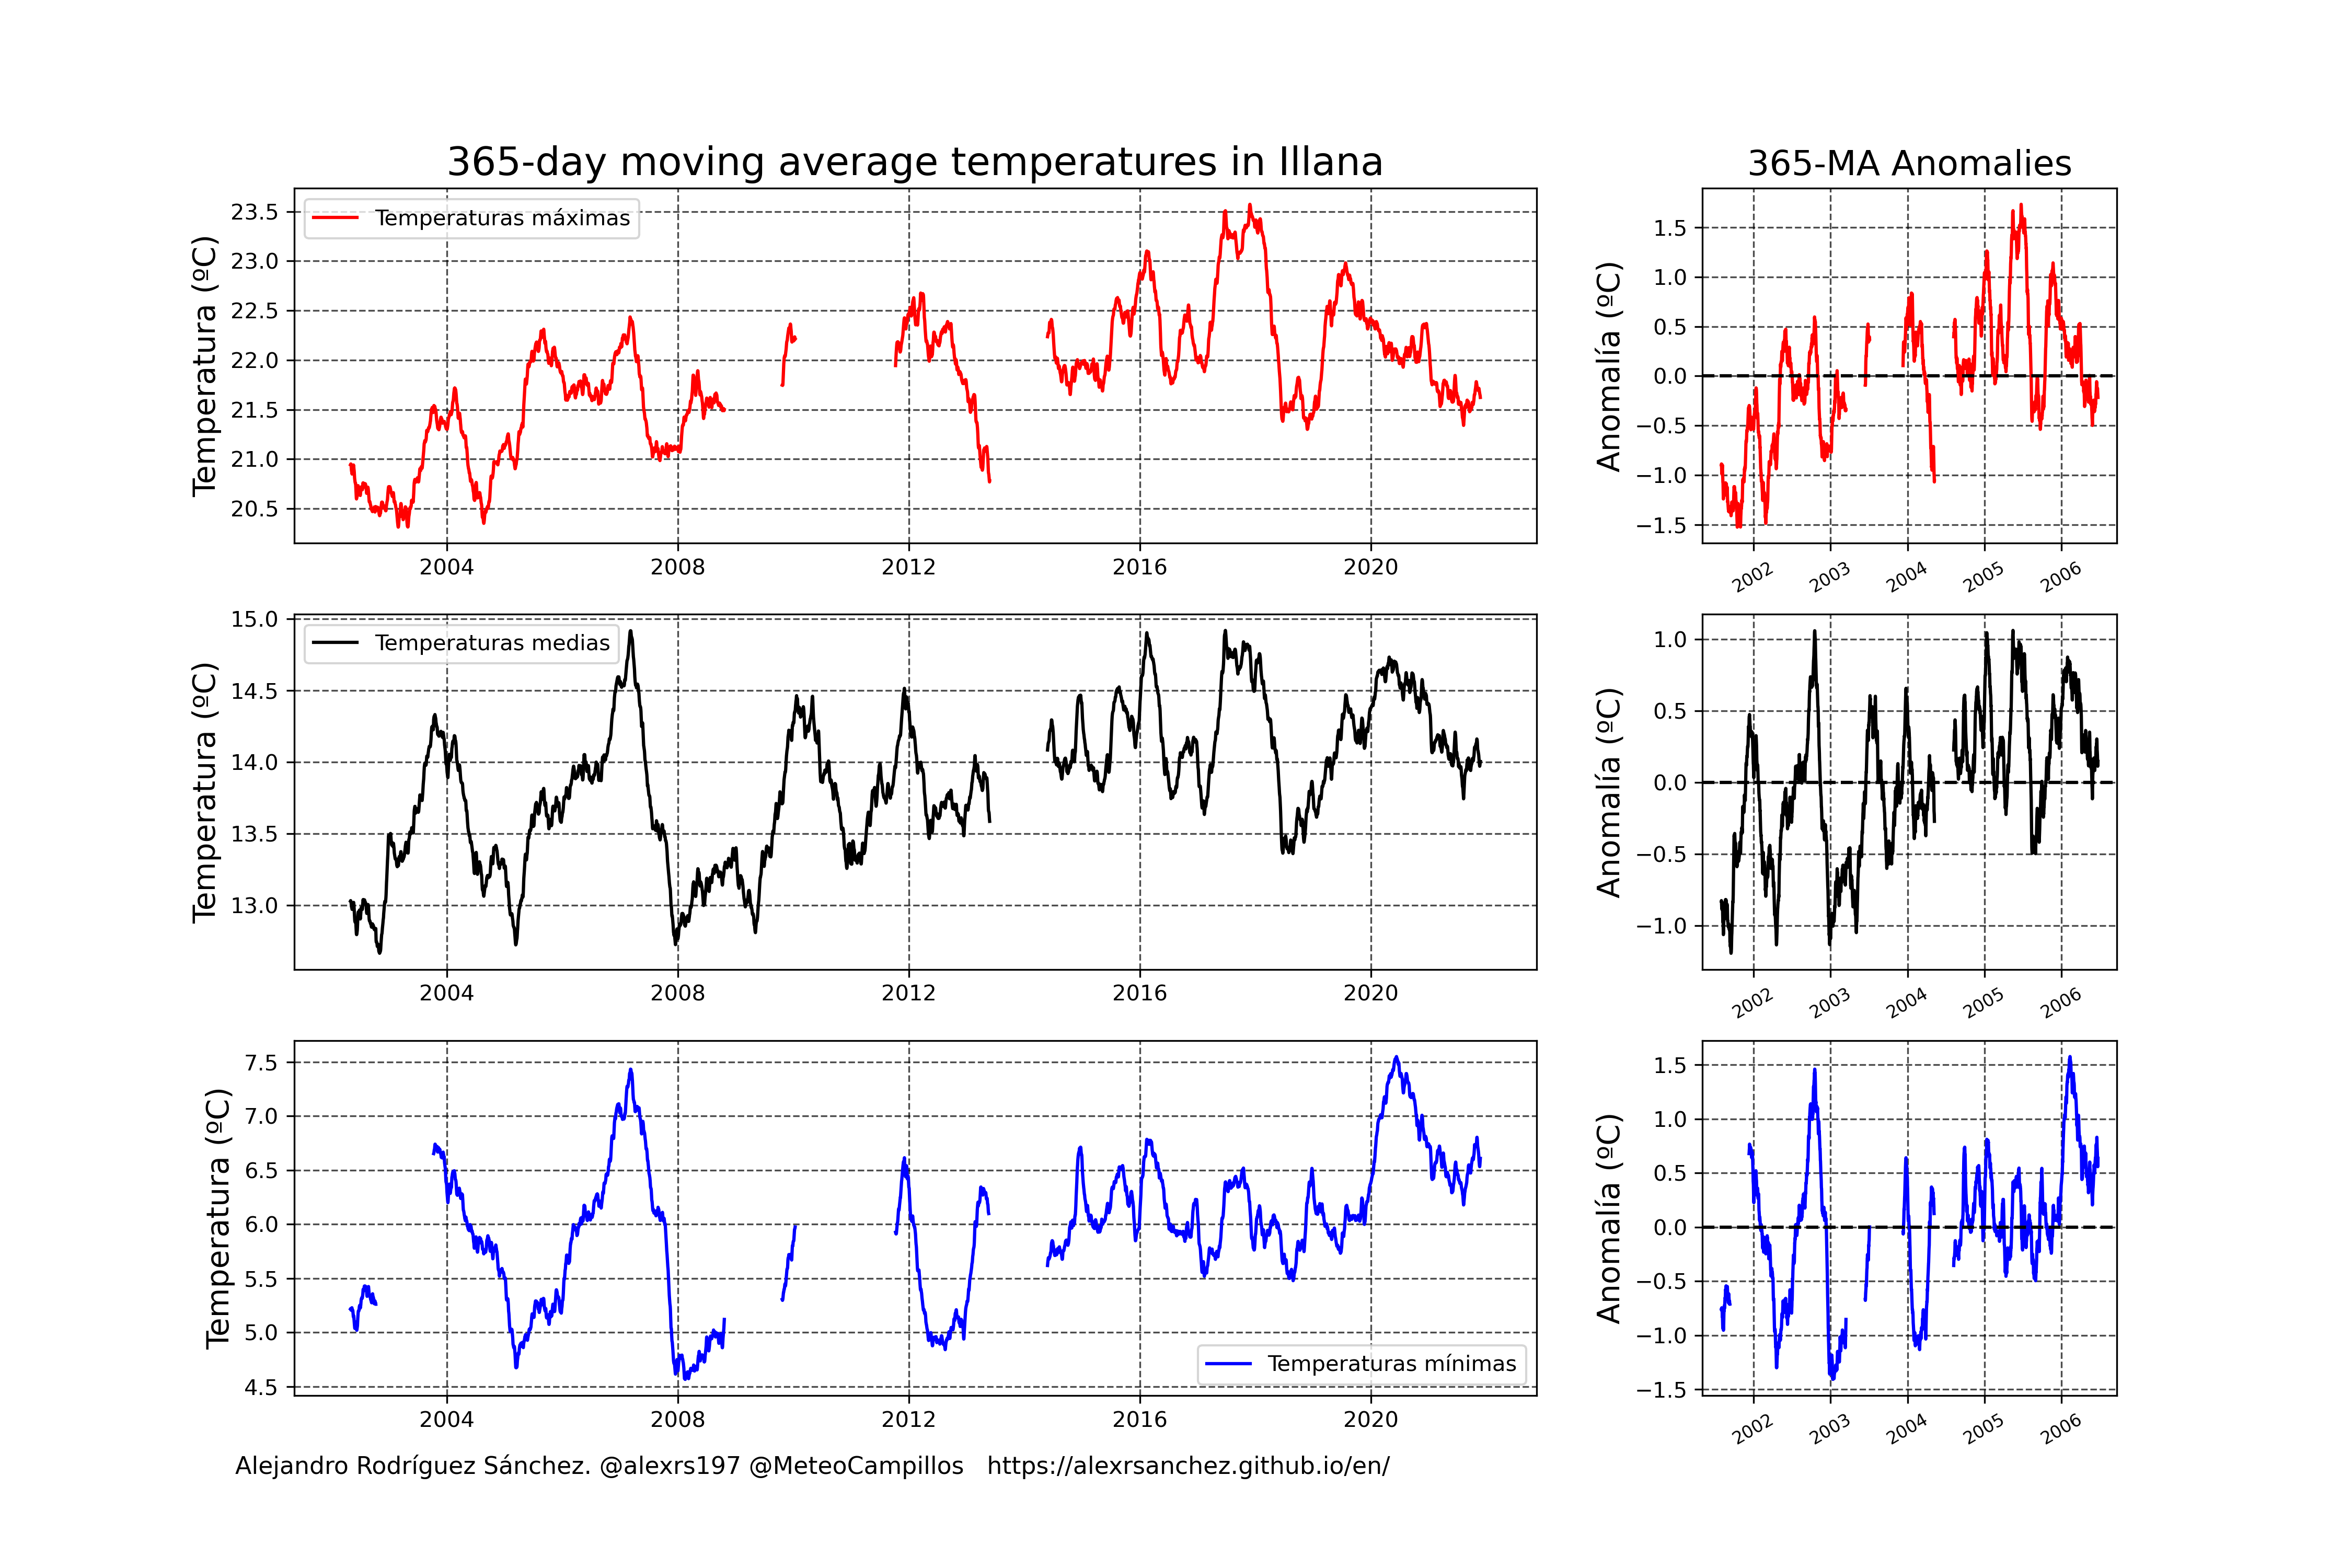 365-day moving average temperatures in Illana
365-MA Anomalies
Temperatura (ºC)
23.5
23.0
22.5
22.0
21.5
21.0
20.5
Temperaturas máximas
2004 2008 2012 2016 2020
Anomalía (ºC)
1.5
1.0
0.5
0.0
−0.5
−1.0
−1.5
2002 2003 2004 2005 2006
Temperatura (ºC)
15.0
14.5
14.0
13.5
13.0
Temperaturas medias
2004 2008 2012 2016 2020
Anomalía (ºC)
1.0
0.5
0.0
−0.5
−1.0
2002 2003 2004 2005 2006
Temperatura (ºC)
7.5
7.0
6.5
6.0
5.5
5.0
4.5
Temperaturas mínimas
2004 2008 2012 2016 2020
Anomalía (ºC)
1.5
1.0
0.5
0.0
−0.5
−1.0
−1.5
2002 2003 2004 2005 2006
Alejandro Rodríguez Sánchez. @alexrs197 @MeteoCampillos https://alexrsanchez.github.io/en/